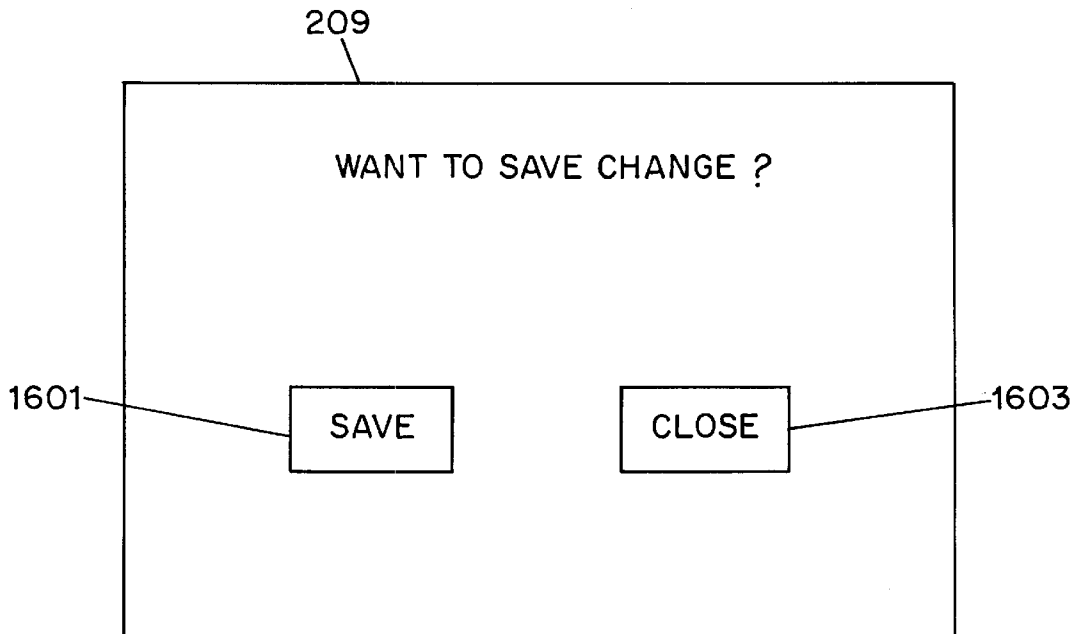 209
WANT TO SAVE CHANGE ?
1601
SAVE
CLOSE
1603